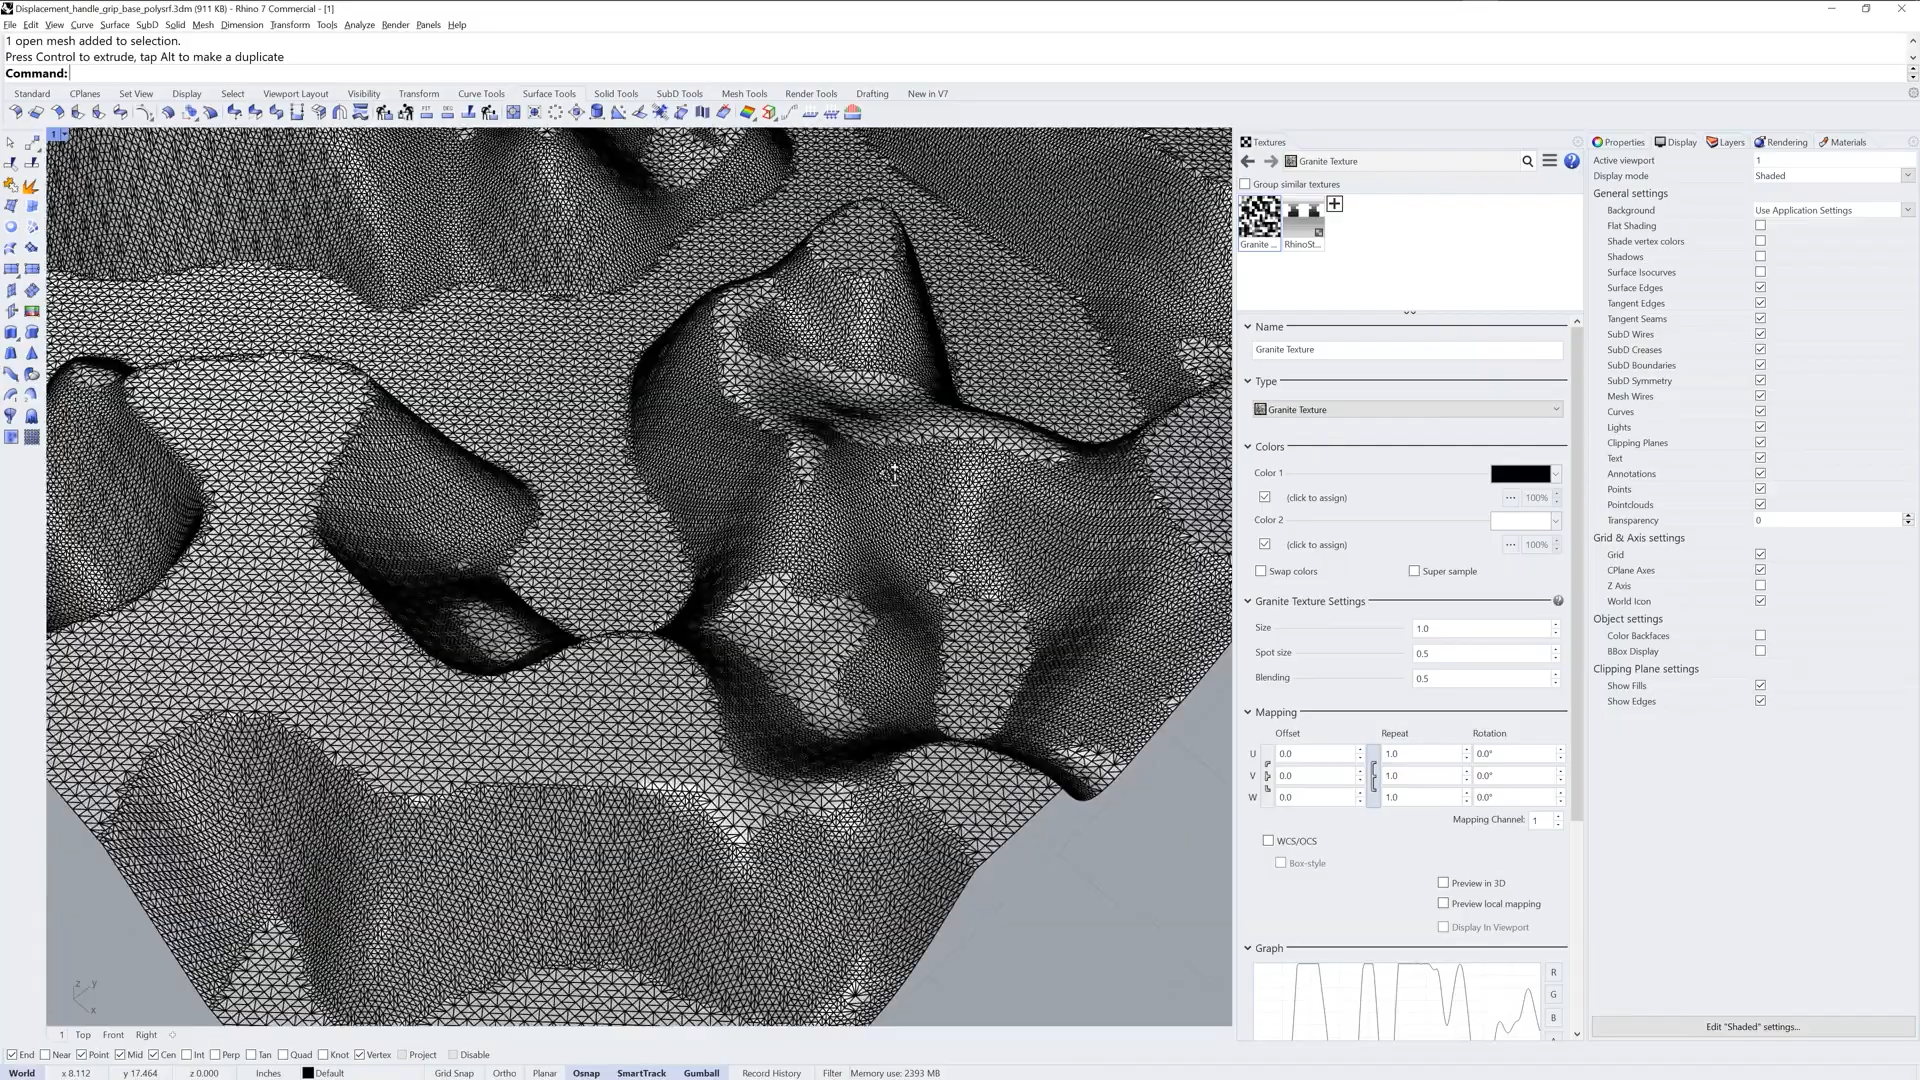 Displacement_handle_grip_base_polysrf.3dm (911 KB) - Rhino 7 Commercial - [1]
File Edit View Curve Surface SubD Solid Mesh Dimension Transform Tools Analyze Render Panels Help
1 open mesh added to selection.
Press Control to extrude, tap Alt to make a duplicate
Command:
Standard CPlanes Set View Display Select Viewport Layout Visibility Transform Curve Tools Surface Tools Solid Tools SubD Tools Mesh Tools Render Tools Drafting New in V7
1
Textures
Granite Texture
Group similar textures
Granite ... RhinoSt...
Name
Granite Texture
Type
Granite Texture
Colors
Color 1
(click to assign) ... 100%
Color 2
(click to assign) ... 100%
Swap colors Super sample
Granite Texture Settings
Size 1.0
Spot size 0.5
Blending 0.5
Mapping
Offset Repeat Rotation
U 0.0 1.0 0.0°
V 0.0 1.0 0.0°
W 0.0 1.0 0.0°
Mapping Channel: 1
WCS/OCS
Box-style
Preview in 3D
Preview local mapping
Display In Viewport
Graph
R
G
B
Properties Display Layers Rendering Materials
Active viewport 1
Display mode Shaded
General settings
Background Use Application Settings
Flat Shading
Shade vertex colors
Shadows
Surface Isocurves
Surface Edges
Tangent Edges
Tangent Seams
SubD Wires
SubD Creases
SubD Boundaries
SubD Symmetry
Mesh Wires
Curves
Lights
Clipping Planes
Text
Annotations
Points
Pointclouds
Transparency 0
Grid & Axis settings
Grid
CPlane Axes
Z Axis
World Icon
Object settings
Color Backfaces
BBox Display
Clipping Plane settings
Show Fills
Show Edges
Edit "Shaded" settings...
z y
x
1 Top Front Right
End Near Point Mid Cen Int Perp Tan Quad Knot Vertex Project Disable
World x 8.112 y 17.464 z 0.000 Inches Default Grid Snap Ortho Planar Osnap SmartTrack Gumball Record History Filter Memory use: 2393 MB